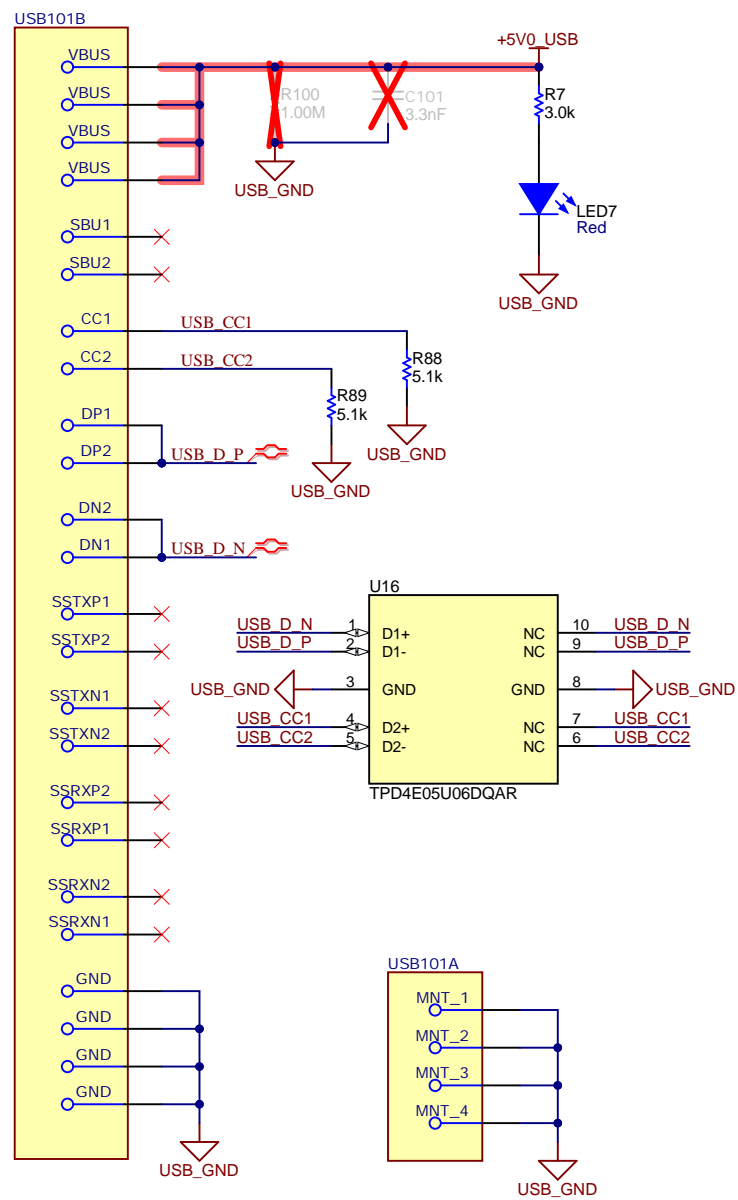 USB101B
VBUS
VBUS
VBUS
VBUS
SBU1
SBU2
CC1
CC2
DP1
DP2
DN2
DN1
SSTXP1
SSTXP2
SSTXN1
SSTXN2
SSRXP2
SSRXP1
SSRXN2
SSRXN1
GND
GND
GND
GND
USB_GND
R100
1.00M
C101
3.3nF
USB_GND
+5V0_USB
R7
3.0k
LED7
Red
USB_GND
USB_CC1
R88
5.1k
USB_GND
USB_CC2
R89
5.1k
USB_GND
USB_D_P
USB_D_N
U16
USB_D_N 1 D1+ NC 10 USB_D_N
USB_D_P 2 D1- NC 9 USB_D_P
USB_GND 3 GND GND 8 USB_GND
USB_CC1 4 D2+ NC 7 USB_CC1
USB_CC2 5 D2- NC 6 USB_CC2
TPD4E05U06DQAR
USB101A
MNT_1
MNT_2
MNT_3
MNT_4
USB_GND